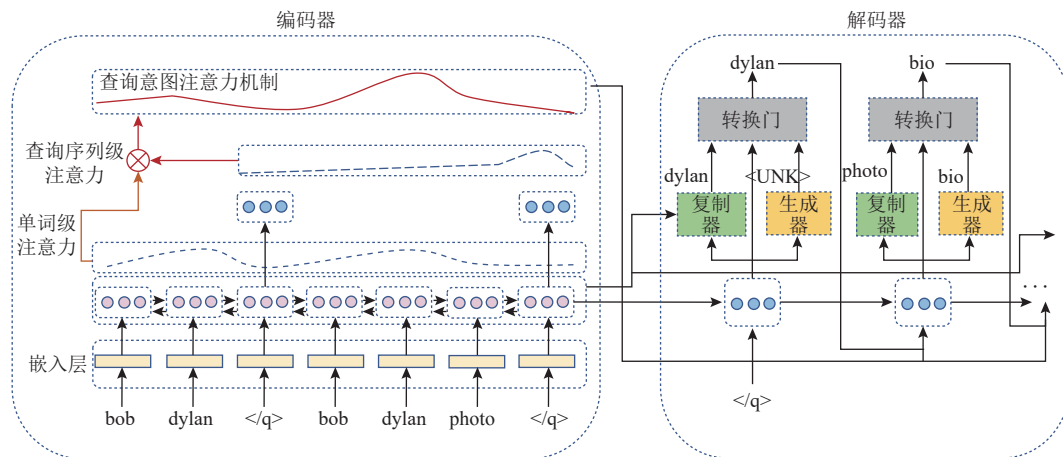 编码器
查询意图注意力机制
查询序列级
注意力
单词级
注意力
嵌入层
bob
dylan
</q>
bob
dylan
photo
</q>
解码器
dylan
bio
转换门
转换门
dylan
<UNK>
photo
bio
复制
器
生成
器
复制
器
生成
器
...
</q>